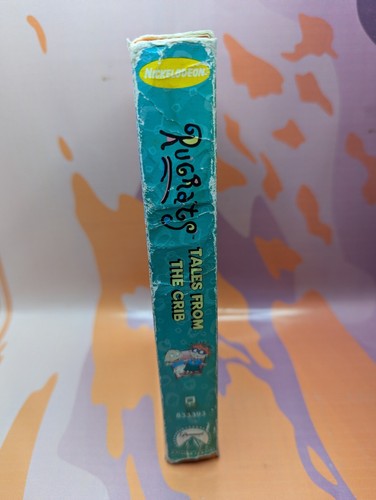 NICKELODEON
RUGRATS
TALES FROM
THE CRIB